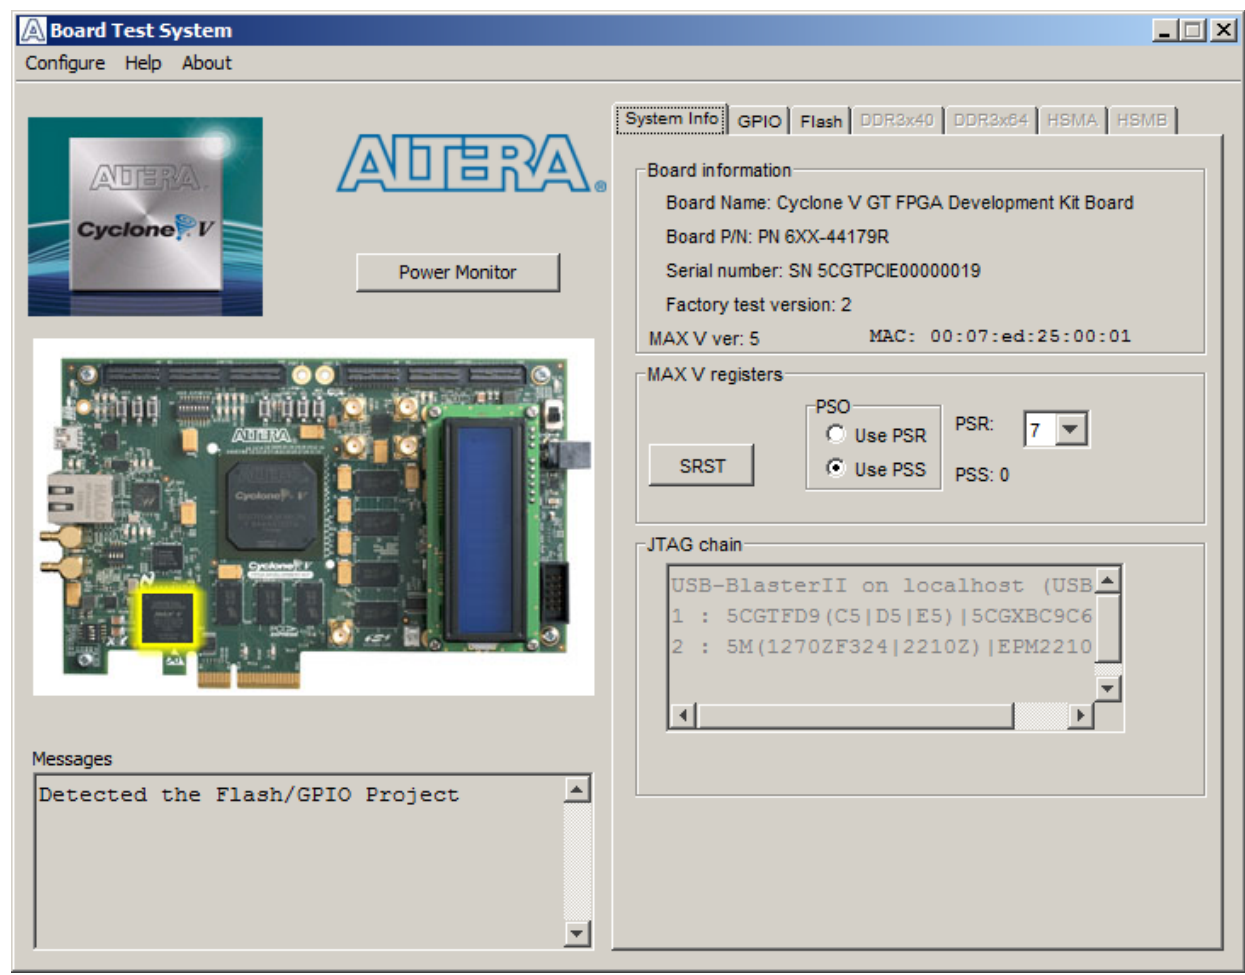 Board Test System
Configure Help About
System Info GPIO Flash DDR3x40 DDR3x64 HSMA HSMB
ALTERA
Cyclone V
ALTERA®
Power Monitor
Board information
Board Name: Cyclone V GT FPGA Development Kit Board
Board P/N: PN 6XX-44179R
Serial number: SN 5CGTPCIE00000019
Factory test version: 2
MAX V ver: 5 MAC: 00:07:ed:25:00:01
MAX V registers
SRST
PSO
Use PSR
Use PSS
PSR: 7
PSS: 0
JTAG chain
USB-BlasterII on localhost (USB
1 : 5CGTFD9(C5|D5|E5)|5CGXBC9C6
2 : 5M(1270ZF324|2210Z)|EPM2210
ALTERA
Cyclone V
Cyclone V
Messages
Detected the Flash/GPIO Project